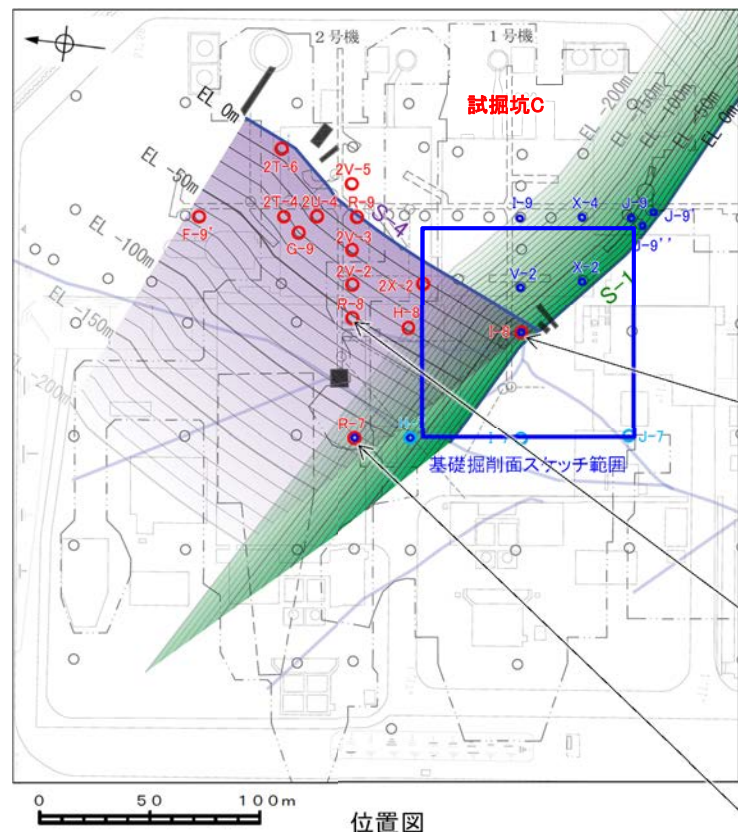 2号機
1号機
試掘坑C
EL -200m
EL -150m
EL -100m
EL -50m
EL 0m
EL 0m
EL -50m
EL -100m
EL -150m
EL -200m
2T-6
2V-5
2T-4
2U-4
R-9
S-4
F-9'
G-9
2V-3
I-9
X-4
J-9
J-9'
J-9''
2V-2
2X-2
V-2
X-2
S-1
R-8
H-8
I-8
R-7
I-7
J-7
基礎掘削面スケッチ範囲
0 50 100m
位置図